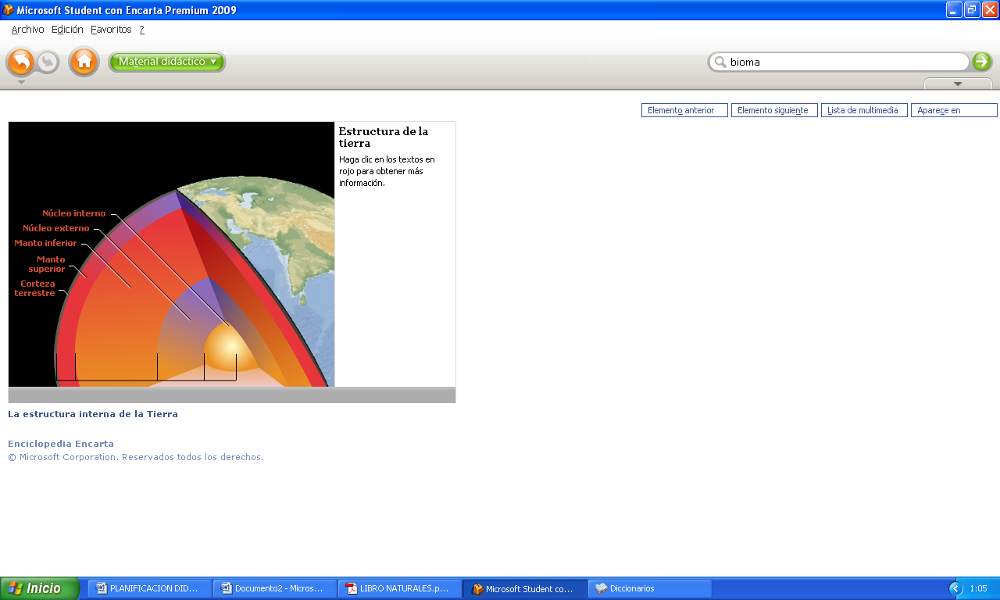 Microsoft Student con Encarta Premium 2009
Archivo Edición Favoritos ?
Material didáctico
bioma
Elemento anterior
Elemento siguiente
Lista de multimedia
Aparece en
Estructura de la
tierra
Haga clic en los textos en
rojo para obtener más
información.
Núcleo interno
Núcleo externo
Manto inferior
Manto
superior
Corteza
terrestre
La estructura interna de la Tierra
Enciclopedia Encarta
© Microsoft Corporation. Reservados todos los derechos.
Inicio
PLANIFICACION DID...
Documento2 - Micros...
LIBRO NATURALES.p...
Microsoft Student co...
Diccionarios
1:05